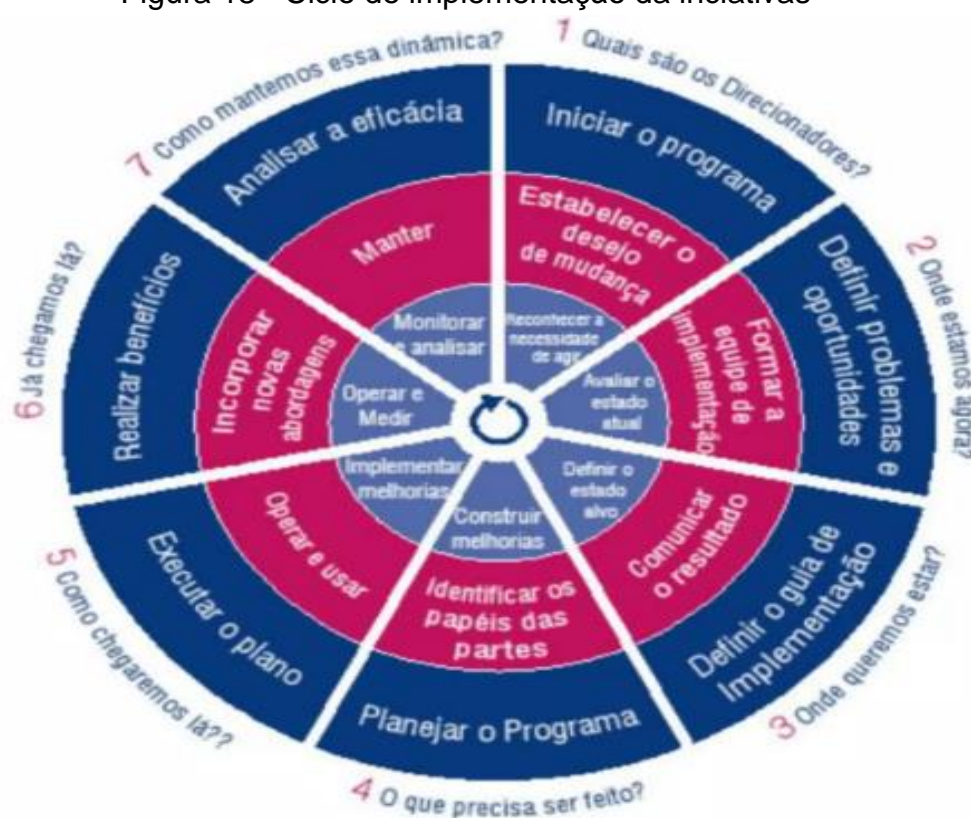 1 Quais são os Direcionadores?
Iniciar o programa
Estabelecer o
desejo
de mudança
Reconhecer a
necessidade
de agir
2 Onde estamos agora?
Definir problemas e
oportunidades
Formar a
equipe de
implementação
Avaliar o
estado
atual
3 Onde queremos estar?
Definir o guia de
Implementação
Comunicar
o resultado
Definir o
estado
alvo
4 O que precisa ser feito?
Planejar o Programa
Identificar os
papéis das
partes
Construir
melhorias
5 Como chegaremos lá??
Executar o plano
Operar e usar
Implementar
melhorias
6 Já chegamos lá?
Realizar benefícios
Incorporar
novas
abordagens
Operar e
Medir
7 Como mantemos essa dinâmica?
Analisar a eficácia
Manter
Monitorar
e analisar